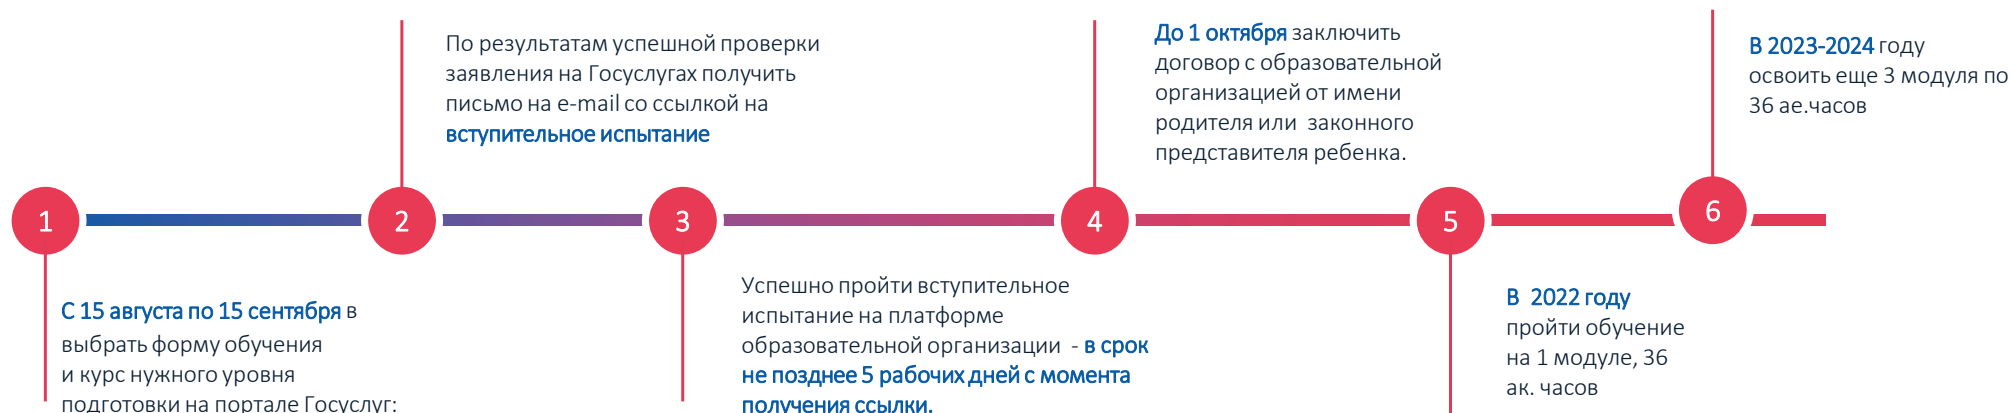 1
С 15 августа по 15 сентября в
выбрать форму обучения
и курс нужного уровня
подготовки на портале Госуслуг:
2
По результатам успешной проверки
заявления на Госуслугах получить
письмо на e-mail со ссылкой на
вступительное испытание
3
Успешно пройти вступительное
испытание на платформе
образовательной организации - в срок
не позднее 5 рабочих дней с момента
получения ссылки.
4
До 1 октября заключить
договор с образовательной
организацией от имени
родителя или законного
представителя ребенка.
5
В 2022 году
пройти обучение
на 1 модуле, 36
ак. часов
6
В 2023-2024 году
освоить еще 3 модуля по
36 ае.часов